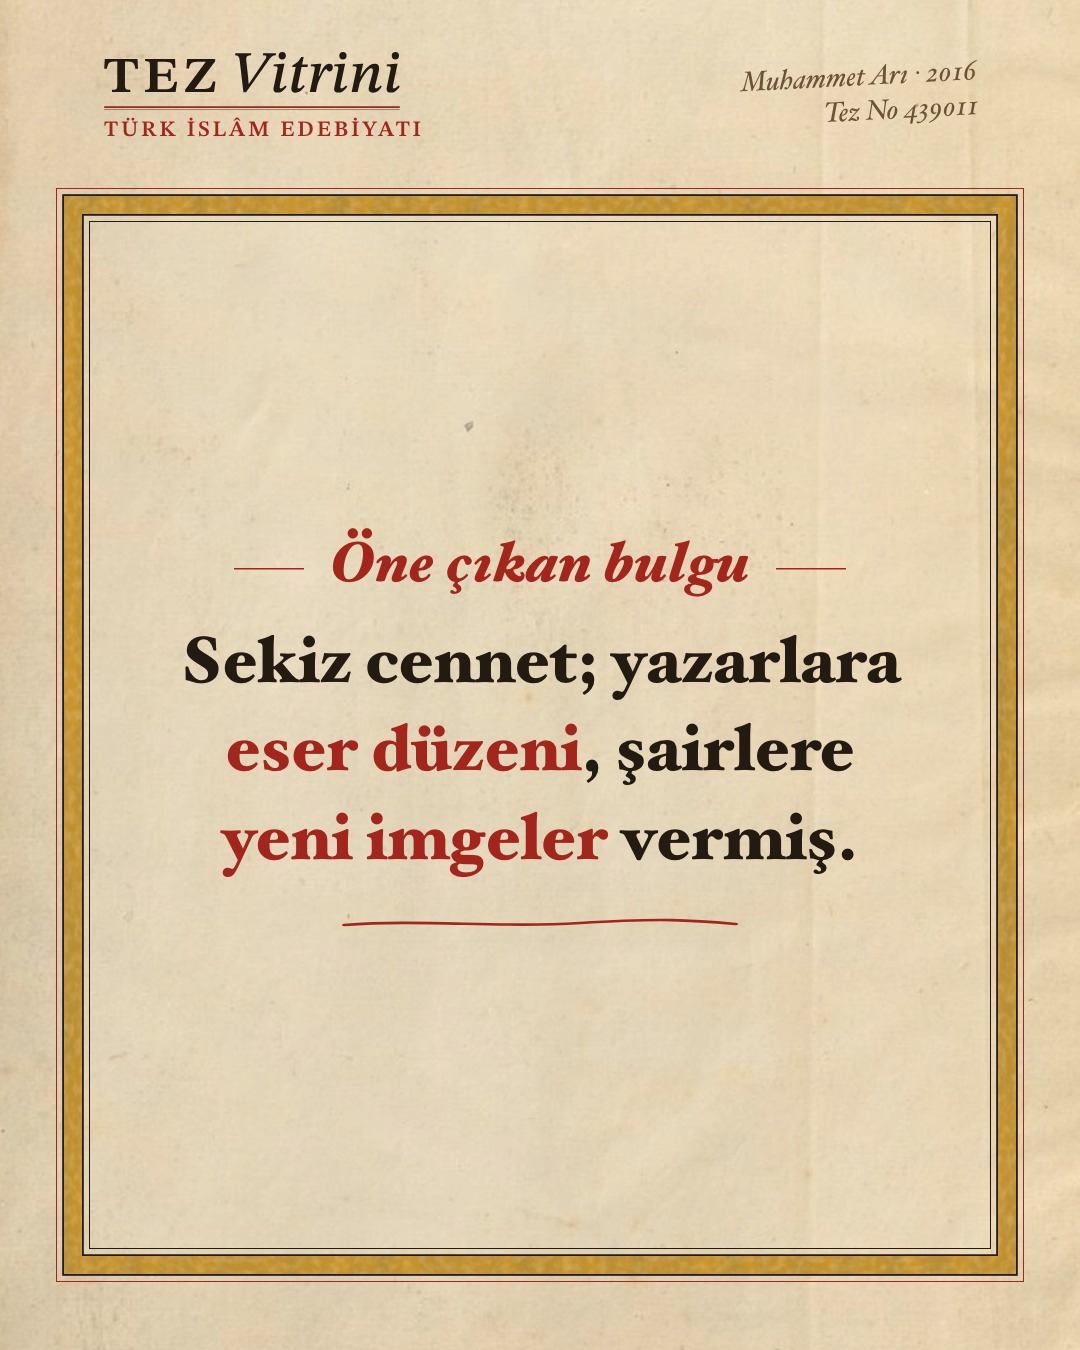 TEZ Vitrini
TÜRK İSLÂM EDEBİYATI
Muhammet Arı · 2016
Tez No 439011
Öne çıkan bulgu
Sekiz cennet; yazarlara
eser düzeni, şairlere
yeni imgeler vermiş.